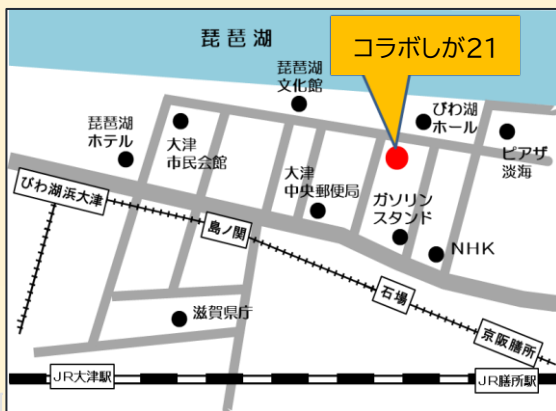 琵琶湖
コラボしが21
琵琶湖
文化館
びわ湖
ホール
琵琶湖
ホテル
大津
市民会館
ピアザ
淡海
大津
中央郵便局
ガソリン
スタンド
びわ湖浜大津
島ノ関
NHK
石場
滋賀県庁
京阪膳所
JR大津駅
JR膳所駅